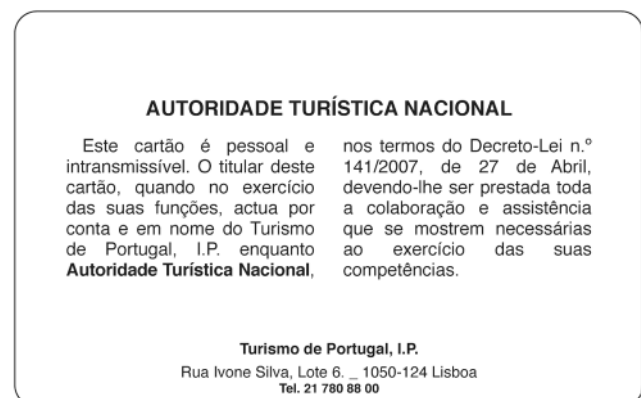 AUTORIDADE TURÍSTICA NACIONAL
Este cartão é pessoal e
intransmissível. O titular deste
cartão, quando no exercício
das suas funções, actua por
conta e em nome do Turismo
de Portugal, I.P. enquanto
Autoridade Turística Nacional,
nos termos do Decreto-Lei n.º
141/2007, de 27 de Abril,
devendo-lhe ser prestada toda
a colaboração e assistência
que se mostrem necessárias
ao exercício das suas
competências.
Turismo de Portugal, I.P.
Rua Ivone Silva, Lote 6. _ 1050-124 Lisboa
Tel. 21 780 88 00